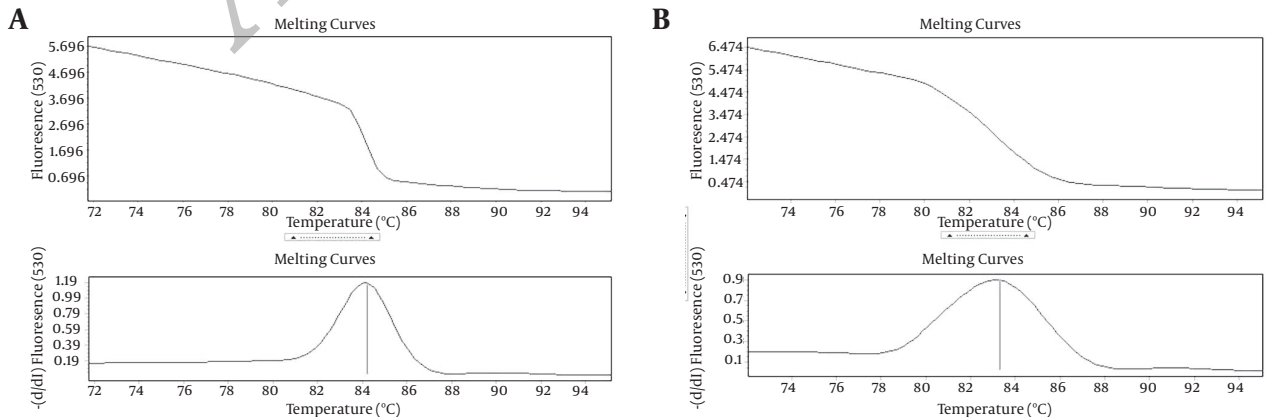 A
Melting Curves
Fluoresence (530)
5.696
4.696
3.696
2.696
1.696
0.696
72 74 76 78 80 82 84 86 88 90 92 94
Temperature (°C)
Melting Curves
-(d/dI) Fluoresence (530)
1.19
0.99
0.79
0.59
0.39
0.19
72 74 76 78 80 82 84 86 88 90 92 94
Temperature (°C)
B
Melting Curves
Fluoresence (530)
6.474
5.474
4.474
3.474
2.474
1.474
0.474
74 76 78 80 82 84 86 88 90 92 94
Temperature (°C)
Melting Curves
-(d/dI) Fluoresence (530)
0.9
0.7
0.5
0.3
0.1
74 76 78 80 82 84 86 88 90 92 94
Temperature (°C)